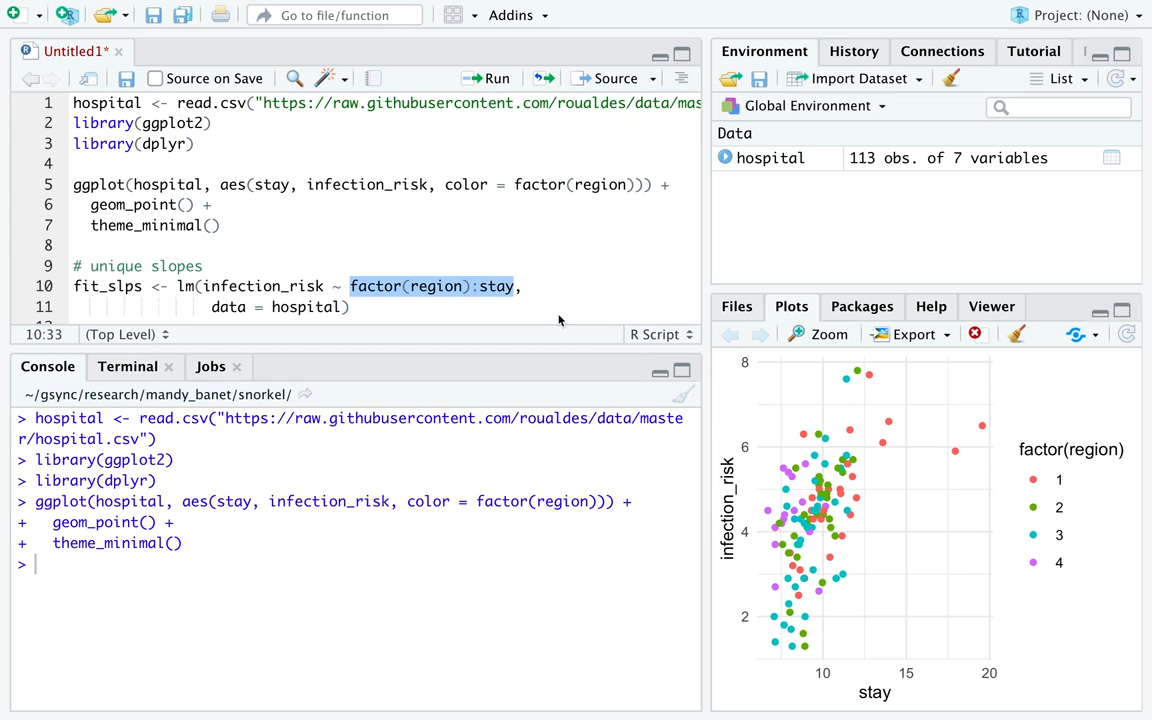 Go to file/function
Addins
Project: (None)
Untitled1*
Source on Save
Run
Source
1 hospital <- read.csv("https://raw.githubusercontent.com/roualdes/data/mas
2 library(ggplot2)
3 library(dplyr)
4
5 ggplot(hospital, aes(stay, infection_risk, color = factor(region))) +
6 geom_point() +
7 theme_minimal()
8
9 # unique slopes
10 fit_slps <- lm(infection_risk ~ factor(region):stay,
11 data = hospital)
10:33 (Top Level) R Script
Console Terminal Jobs
~/gsync/research/mandy_banet/snorkel/
> hospital <- read.csv("https://raw.githubusercontent.com/roualdes/data/maste
r/hospital.csv")
> library(ggplot2)
> library(dplyr)
> ggplot(hospital, aes(stay, infection_risk, color = factor(region))) +
+ geom_point() +
+ theme_minimal()
>
Environment History Connections Tutorial
Import Dataset List
Global Environment
Data
hospital 113 obs. of 7 variables
Files Plots Packages Help Viewer
Zoom Export
8
6
4
2
infection_risk
10 15 20
stay
factor(region)
1
2
3
4